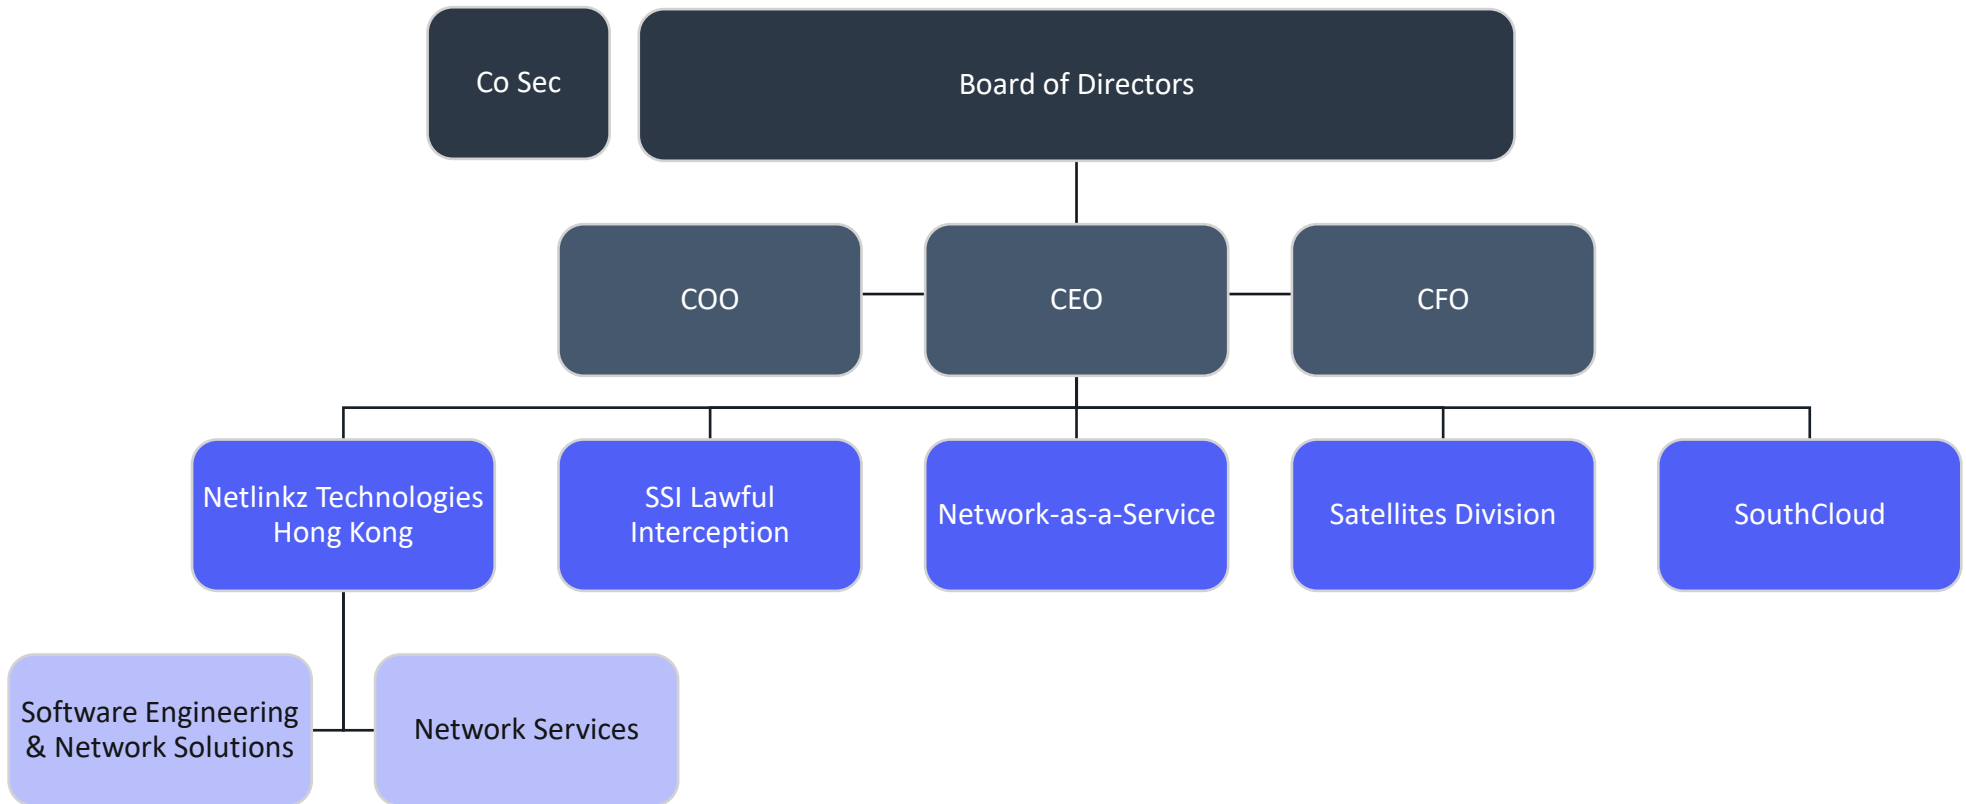 Co Sec
Board of Directors
COO
CEO
CFO
Netlinkz Technologies
Hong Kong
SSI Lawful
Interception
Network-as-a-Service
Satellites Division
SouthCloud
Software Engineering
& Network Solutions
Network Services